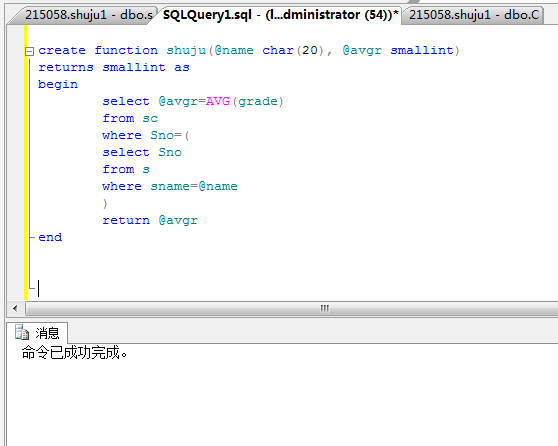 215058.shuju1 - dbo.s SQLQuery1.sql - (l...dministrator (54))* 215058.shuju1 - dbo.C
create function shuju(@name char(20), @avgr smallint)
returns smallint as
begin
select @avgr=AVG(grade)
from sc
where Sno=(
select Sno
from s
where sname=@name
)
return @avgr
end
消息
命令已成功完成。